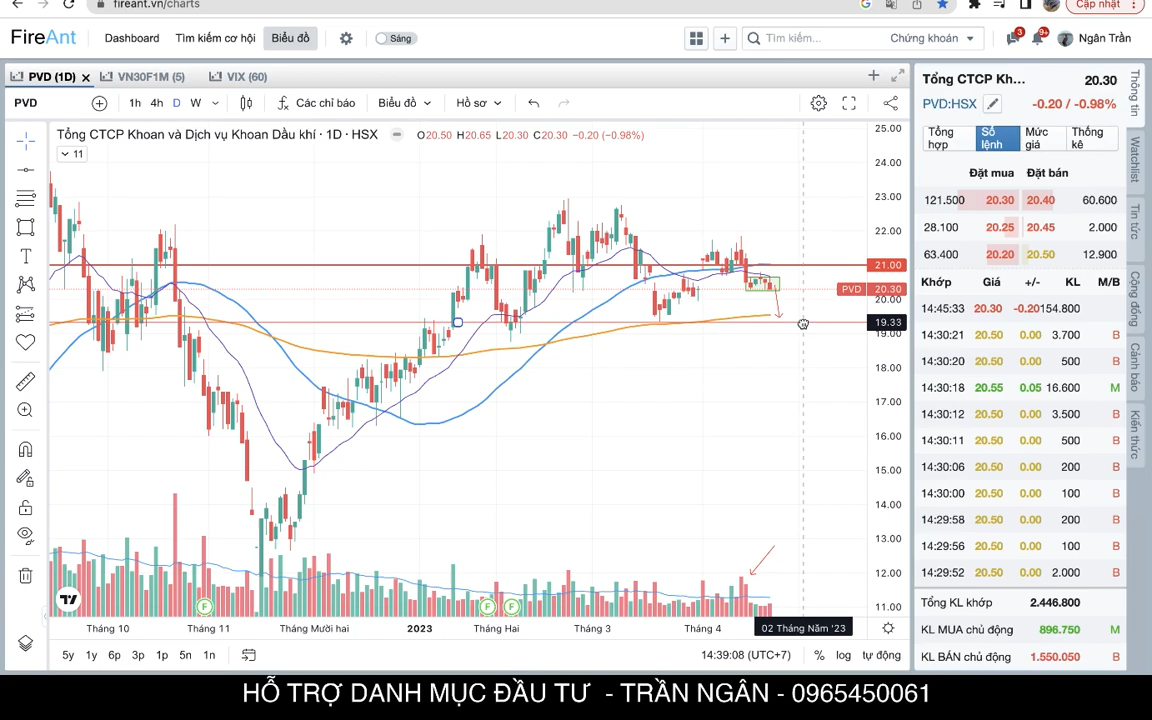 fireant.vn/charts
Cập nhật
FireAnt
Dashboard
Tìm kiếm cơ hội
Biểu đồ
Sáng
Tìm kiếm...
Chứng khoán
3
9+
Ngân Trần
PVD (1D)
VN30F1M (5)
VIX (60)
PVD
1h
4h
D
W
Các chỉ báo
Biểu đồ
Hồ sơ
Tổng CTCP Khoan và Dịch vụ Khoan Dầu khí · 1D · HSX
O20.50 H20.65 L20.30 C20.30 −0.20 (−0.98%)
11
25.00
24.00
23.00
22.00
21.00
PVD 20.30
20.00
19.33
19.00
18.00
17.00
16.00
15.00
14.00
13.00
12.00
11.00
F
F
F
T
Tháng 10
Tháng 11
Tháng Mười hai
2023
Tháng Hai
Tháng 3
Tháng 4
02 Tháng Năm '23
5y
1y
6p
3p
1p
5n
1n
14:39:08 (UTC+7)
%
log
tự động
Tổng CTCP Kh...
20.30
PVD:HSX
-0.20 / -0.98%
Tổng hợp
Sổ lệnh
Mức giá
Thống kê
Đặt mua Đặt bán
121.500 20.30 20.40 60.600
28.100 20.25 20.45 2.000
63.400 20.20 20.50 12.900
Khớp Giá +/- KL M/B
14:45:33 20.30 -0.20 154.800
14:30:21 20.50 0.00 3.700 B
14:30:20 20.50 0.00 500 B
14:30:18 20.55 0.05 16.600 M
14:30:12 20.50 0.00 3.500 B
14:30:11 20.50 0.00 500 B
14:30:06 20.50 0.00 200 B
14:30:00 20.50 0.00 100 B
14:29:58 20.50 0.00 200 B
14:29:56 20.50 0.00 100 B
14:29:52 20.50 0.00 2.000 B
Tổng KL khớp 2.446.800
KL MUA chủ động 896.750 M
KL BÁN chủ động 1.550.050 B
Thông tin
Watchlist
Tin tức
Cộng đồng
Cảnh báo
Kiến thức
HỖ TRỢ DANH MỤC ĐẦU TƯ - TRẦN NGÂN - 0965450061